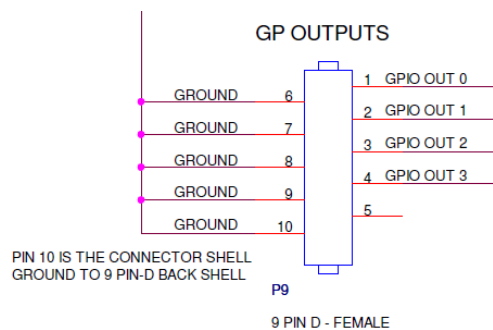 GP OUTPUTS
1 GPIO OUT 0
GROUND 6
2 GPIO OUT 1
GROUND 7
3 GPIO OUT 2
GROUND 8
4 GPIO OUT 3
GROUND 9
5
GROUND 10
PIN 10 IS THE CONNECTOR SHELL
GROUND TO 9 PIN-D BACK SHELL
P9
9 PIN D - FEMALE